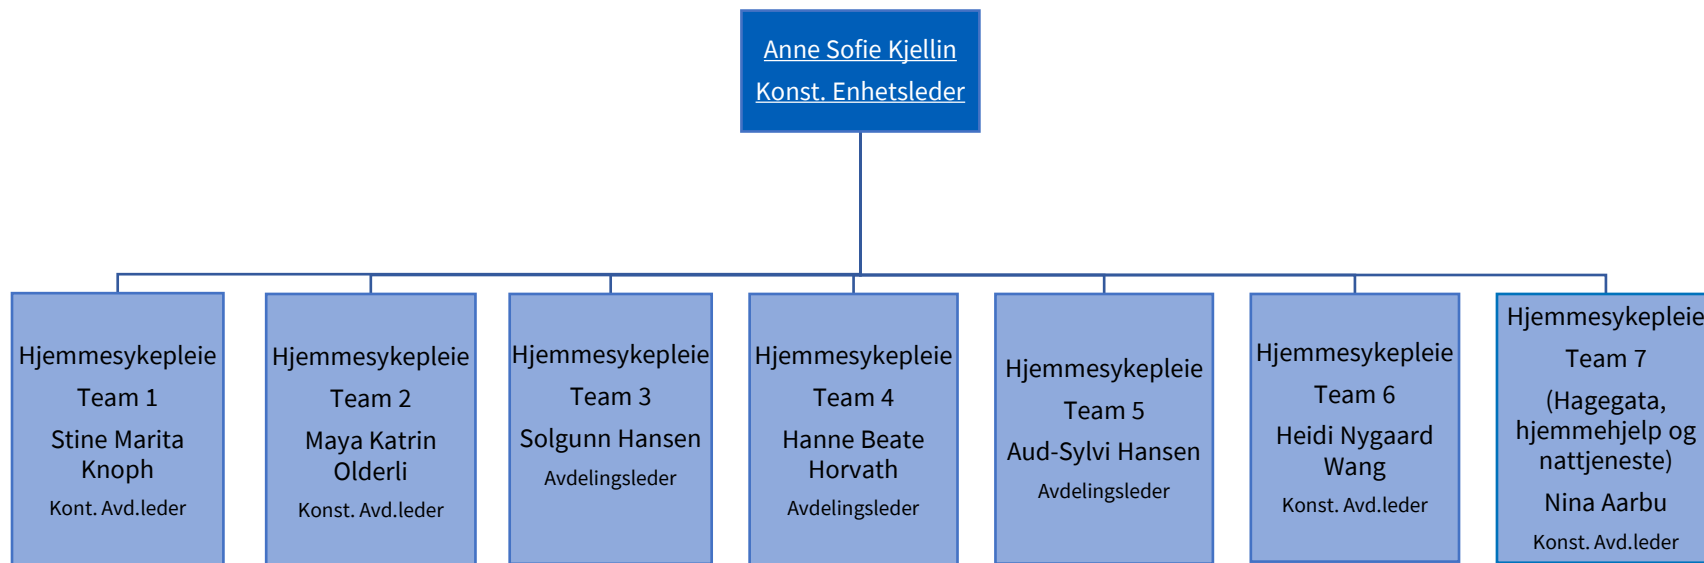 Anne Sofie Kjellin
Konst. Enhetsleder
Hjemmesykepleie
Team 1
Stine Marita
Knoph
Kont. Avd.leder
Hjemmesykepleie
Team 2
Maya Katrin
Olderli
Konst. Avd.leder
Hjemmesykepleie
Team 3
Solgunn Hansen
Avdelingsleder
Hjemmesykepleie
Team 4
Hanne Beate
Horvath
Avdelingsleder
Hjemmesykepleie
Team 5
Aud-Sylvi Hansen
Avdelingsleder
Hjemmesykepleie
Team 6
Heidi Nygaard
Wang
Konst. Avd.leder
Hjemmesykepleie
Team 7
(Hagegata,
hjemmehjelp og
nattjeneste)
Nina Aarbu
Konst. Avd.leder